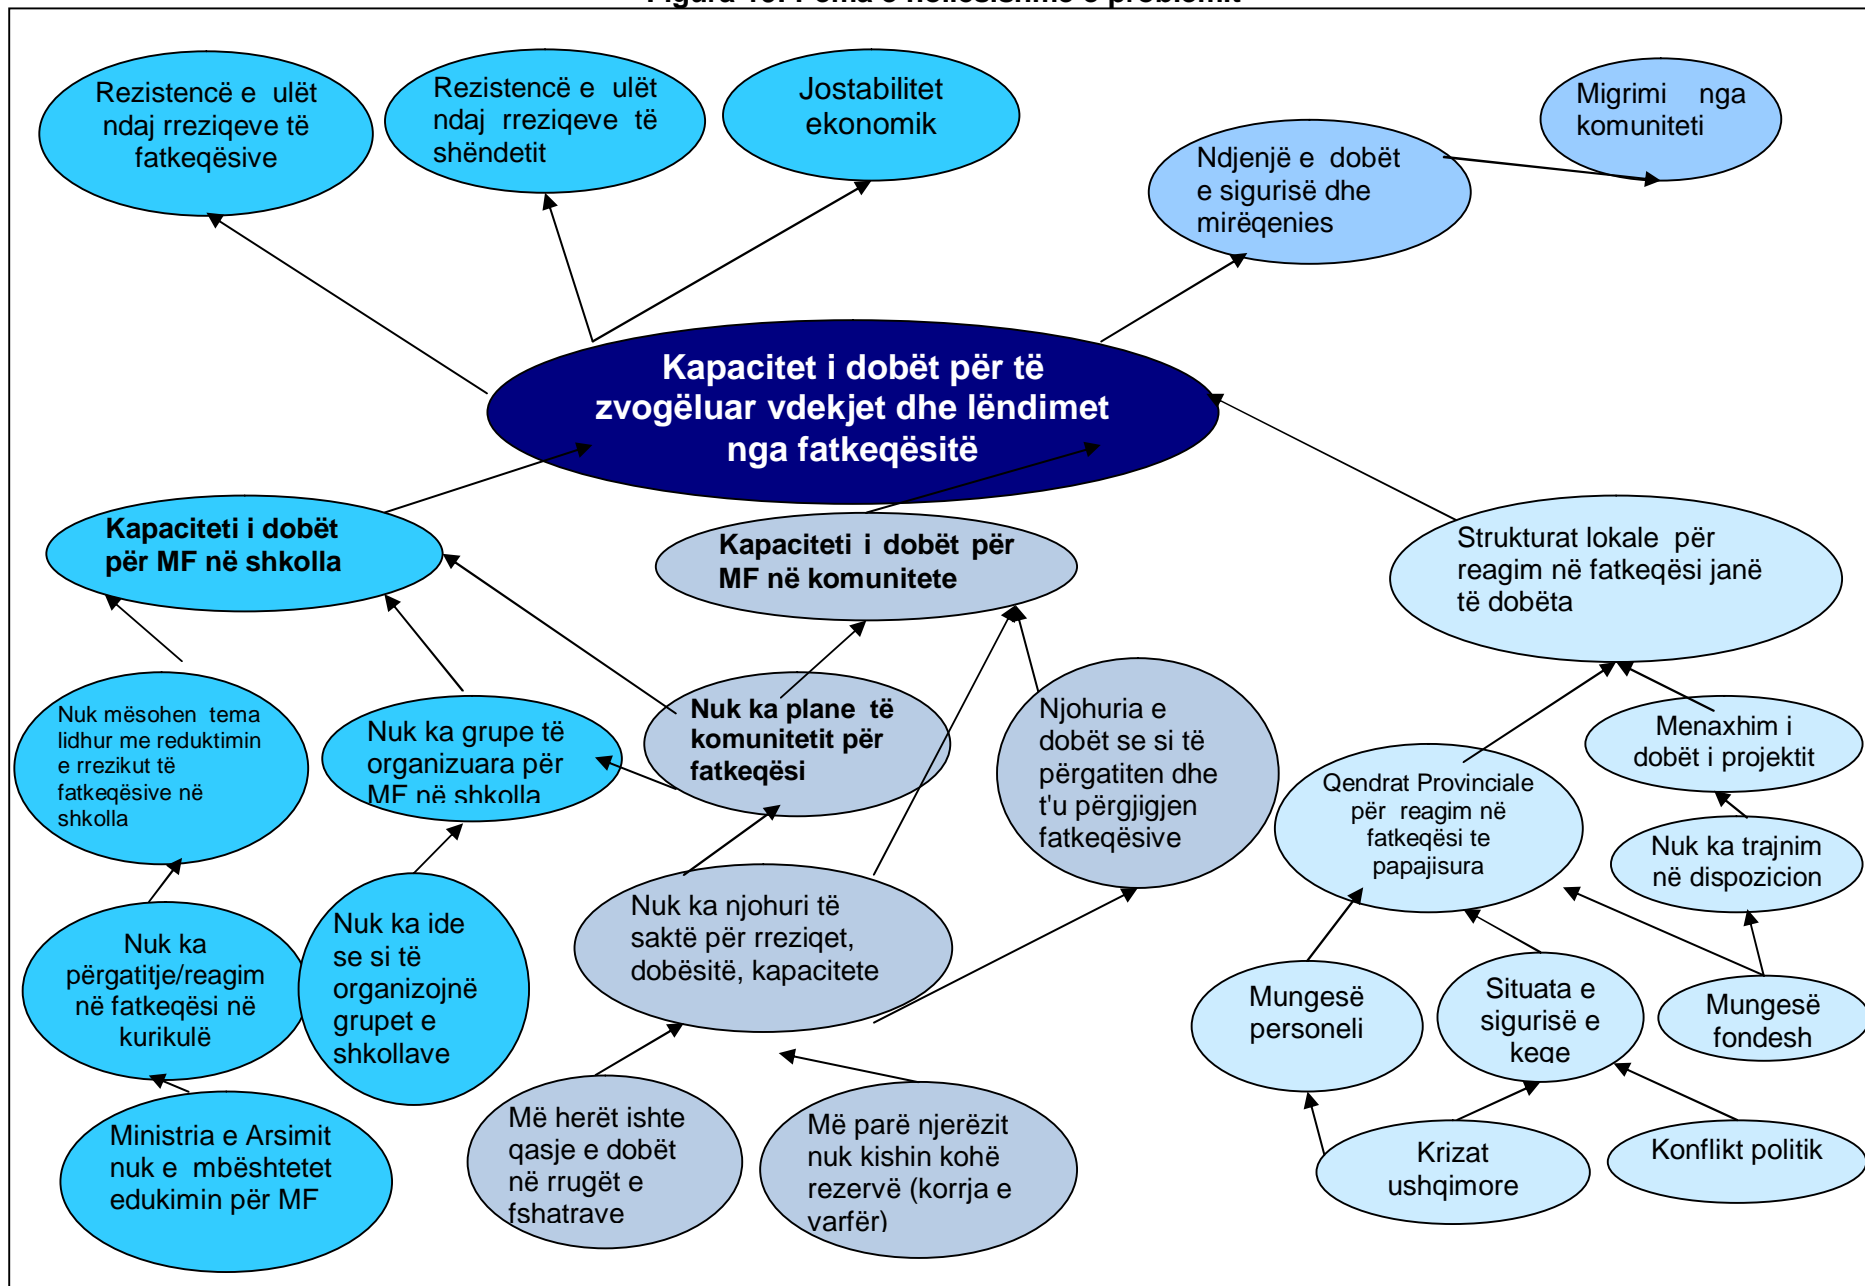 Rezistencë e ulët
ndaj rreziqeve të
fatkeqësive
Rezistencë e ulët
ndaj rreziqeve të
shëndetit
Jostabilitet
ekonomik
Migrimi nga
komuniteti
Ndjenjë e dobët
e sigurisë dhe
mirëqenies
Kapacitet i dobët për të
zvogëluar vdekjet dhe lëndimet
nga fatkeqësitë
Kapaciteti i dobët
për MF në shkolla
Kapaciteti i dobët për
MF në komunitete
Strukturat lokale për
reagim në fatkeqësi janë
të dobëta
Nuk mësohen tema
lidhur me reduktimin
e rrezikut të
fatkeqësive në
shkolla
Nuk ka grupe të
organizuara për
MF në shkolla
Nuk ka plane të
komunitetit për
fatkeqësi
Njohuria e
dobët se si të
përgatiten dhe
t'u përgjigjen
fatkeqësive
Qendrat Provinciale
për reagim në
fatkeqësi te
papajisura
Menaxhim i
dobët i projektit
Nuk ka trajnim
në dispozicion
Nuk ka
përgatitje/reagim
në fatkeqësi në
kurikulë
Nuk ka ide
se si të
organizojnë
grupet e
shkollave
Nuk ka njohuri të
saktë për rreziqet,
dobësitë, kapacitete
Mungesë
personeli
Situata e
sigurisë e
keqe
Mungesë
fondesh
Ministria e Arsimit
nuk e mbështetet
edukimin për MF
Më herët ishte
qasje e dobët
në rrugët e
fshatrave
Më parë njerëzit
nuk kishin kohë
rezervë (korrja e
varfër)
Krizat
ushqimore
Konflikt politik